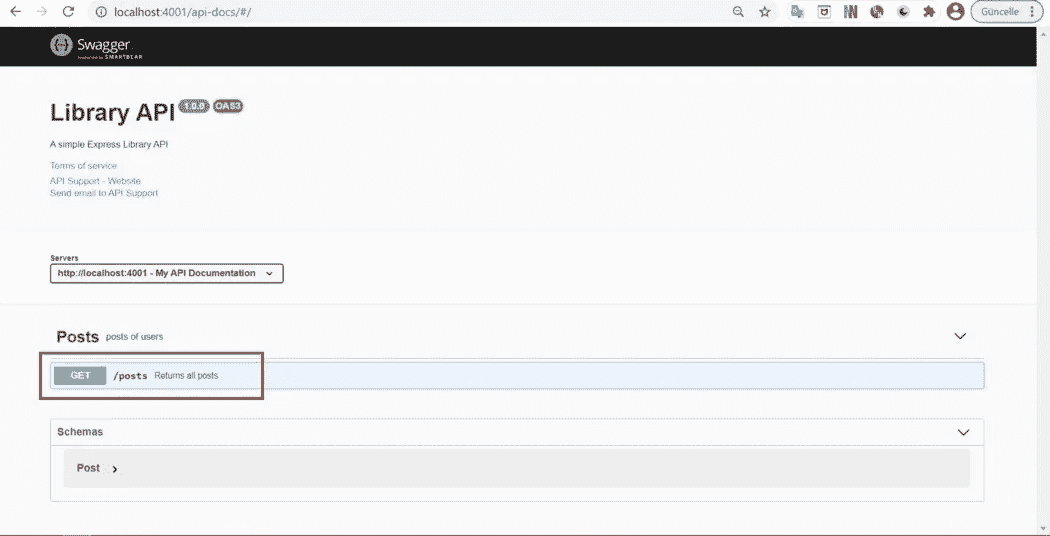 localhost:4001/api-docs/#/
Güncelle
Swagger
Supported by SMARTBEAR
Library API 1.0.0 OAS3
A simple Express Library API
Terms of service
API Support - Website
Send email to API Support
Servers
http://localhost:4001 - My API Documentation
Posts posts of users
GET /posts Returns all posts
Schemas
Post